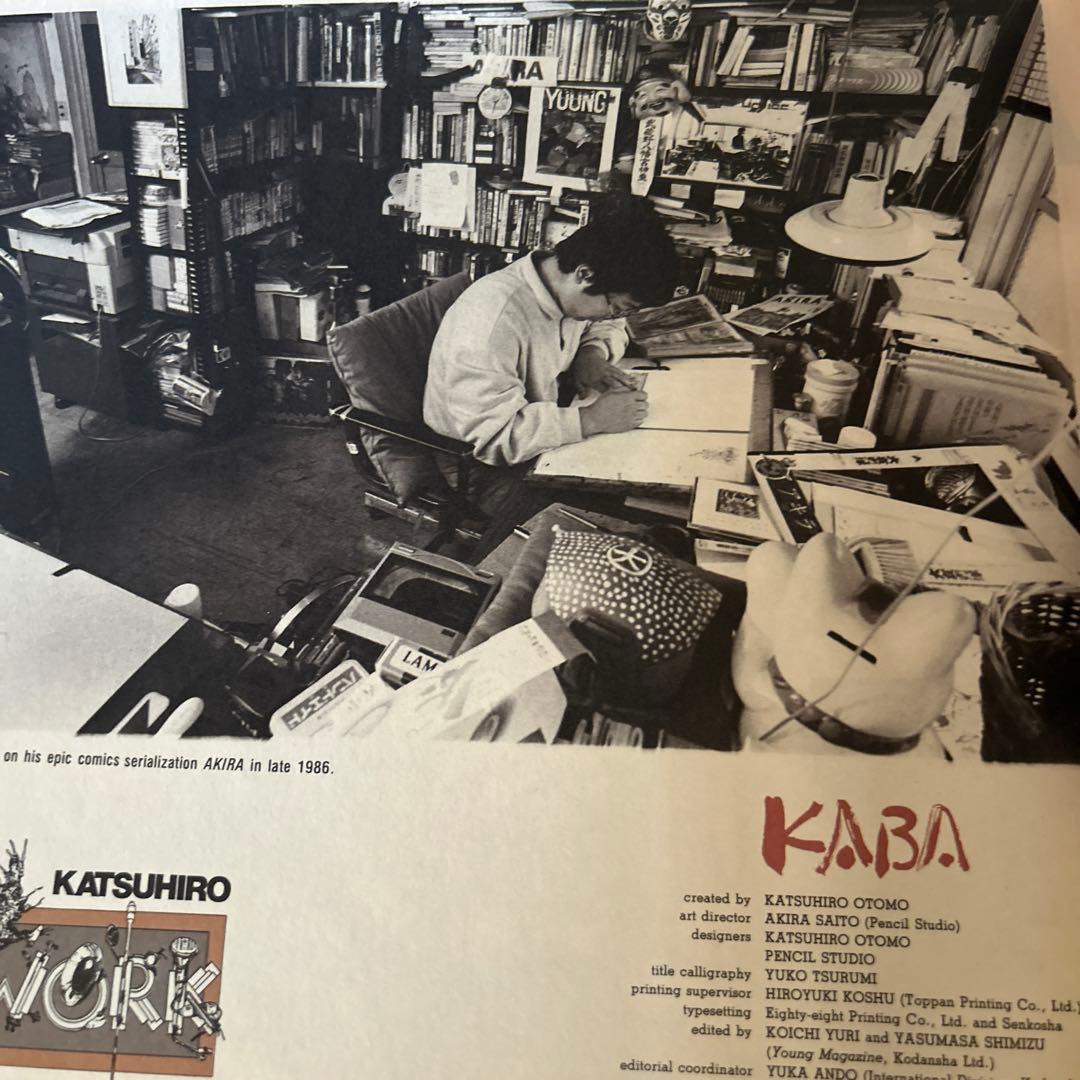 YOUNG
AKIRA
LAM
on his epic comics serialization AKIRA in late 1986.
KATSUHIRO
WORK
KABA
created by KATSUHIRO OTOMO
art director AKIRA SAITO (Pencil Studio)
designers KATSUHIRO OTOMO
PENCIL STUDIO
title calligraphy YUKO TSURUMI
printing supervisor HIROYUKI KOSHU (Toppan Printing Co., Ltd.)
typesetting Eighty-eight Printing Co., Ltd. and Senkosha
edited by KOICHI YURI and YASUMASA SHIMIZU
(Young Magazine, Kodansha Ltd.)
editorial coordinator YUKA ANDO (International